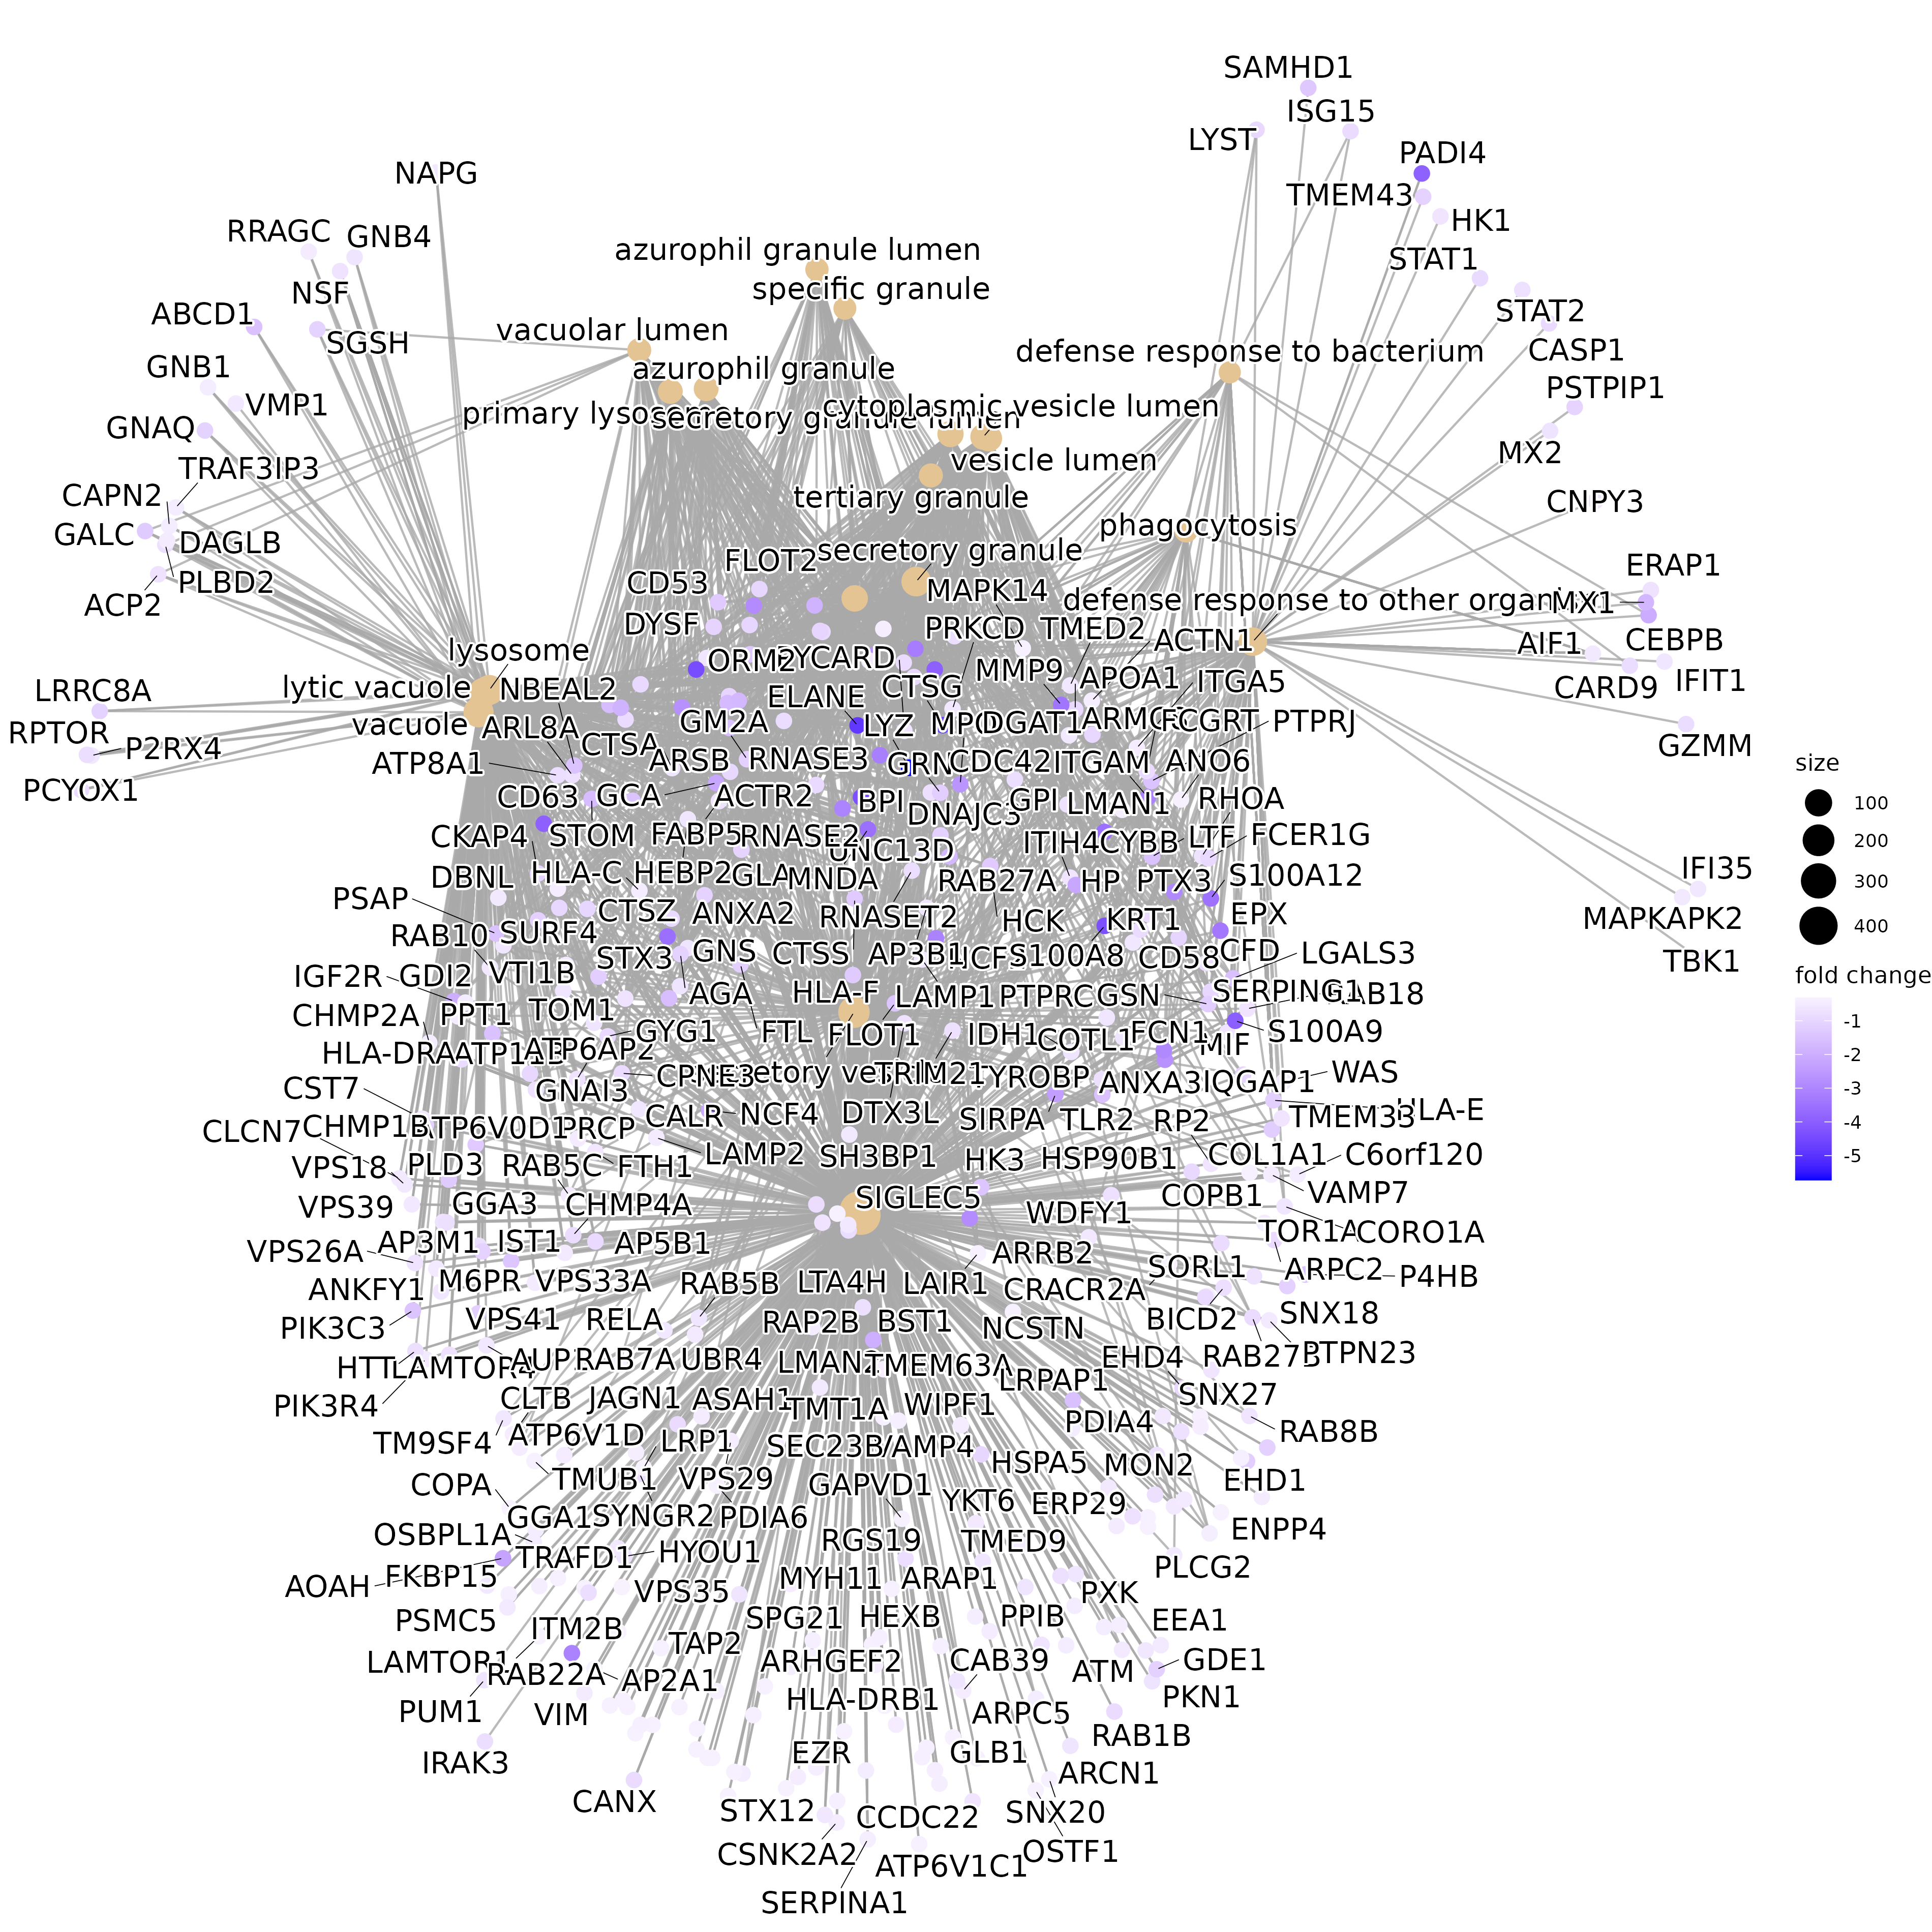 SAMHD1
ISG15
LYST
PADI4
NAPG
TMEM43
HK1
RRAGC
GNB4
azurophil granule lumen
STAT1
NSF
specific granule
ABCD1
STAT2
vacuolar lumen
SGSH
defense response to bacterium
CASP1
GNB1
azurophil granule
PSTPIP1
VMP1
cytoplasmic vesicle lumen
secretory granule lumen
GNAQ
MX2
vesicle lumen
TRAF3IP3
CAPN2
tertiary granule
CNPY3
GALC
phagocytosis
DAGLB
FLOT2
secretory granule
ERAP1
PLBD2
CD53
MAPK14
ACP2
defense response to other organ
MX1
DYSF
PRKCD
TMED2
ACTN1
AIF1
CEBPB
lysosome
ORM2
MMP9
APOA1
ITGA5
CARD9
IFIT1
LRRC8A
lytic vacuole
NBEAL2
ELANE
CTSG
RPTOR
vacuole
ARL8A
GM2A
LYZ
DGAT1
FCGRT
PTPRJ
P2RX4
CTSA
GZMM
ATP8A1
ARSB
RNASE3
GRN
CDC42
ITGAM
ANO6
size
PCYOX1
CD63
GCA
ACTR2
BPI
DNAJC3
GPI
LMAN1
RHOA
100
CKAP4
STOM
FABP5
RNASE2
UNC13D
ITIH4
CYBB
LTF
FCER1G
200
DBNL
HLA-C
HEBP2
GLA
MNDA
RAB27A
HP
PTX3
S100A12
IFI35
300
PSAP
CTSZ
ANXA2
RNASET2
HCK
KRT1
EPX
MAPKAPK2
400
RAB10
SURF4
STX3
GNS
CTSS
AP3B1
S100A8
CD58
CFD
LGALS3
TBK1
fold change
IGF2R
GDI2
VTI1B
AGA
HLA-F
LAMP1
PTPRC
GSN
SERPING1
-1
CHMP2A
PPT1
TOM1
GYG1
FTL
FLOT1
IDH1
COTL1
FCN1
MIF
S100A9
-2
HLA-DRA
ATP6AP2
CPNE3
TRIM21
TYROBP
ANXA3
IQGAP1
WAS
-3
CST7
GNAI3
CALR
NCF4
DTX3L
SIRPA
TLR2
RP2
TMEM33
HLA-E
-4
CLCN7
CHMP1B
ATP6V0D1
PRCP
LAMP2
SH3BP1
HK3
HSP90B1
COL1A1
C6orf120
-5
VPS18
PLD3
RAB5C
FTH1
SIGLEC5
COPB1
VAMP7
VPS39
GGA3
CHMP4A
WDFY1
TOR1A
CORO1A
VPS26A
AP3M1
IST1
AP5B1
ARRB2
SORL1
ARPC2
P4HB
ANKFY1
M6PR
VPS33A
RAB5B
LTA4H
LAIR1
CRACR2A
PIK3C3
VPS41
RELA
RAP2B
BST1
NCSTN
BICD2
SNX18
HTT
LAMTOR4
RAB7A
UBR4
LMAN2
TMEM63A
EHD4
RAB27B
PTPN23
PIK3R4
CLTB
JAGN1
ASAH1
TMT1A
WIPF1
LRPAP1
SNX27
TM9SF4
ATP6V1D
LRP1
SEC23B
VAMP4
PDIA4
RAB8B
COPA
TMUB1
VPS29
GAPVD1
HSPA5
MON2
EHD1
OSBPL1A
GGA1
SYNGR2
PDIA6
RGS19
YKT6
ERP29
ENPP4
AOAH
FKBP15
TRAFD1
HYOU1
TMED9
PLCG2
PSMC5
VPS35
MYH11
ARAP1
PXK
LAMTOR1
ITM2B
TAP2
SPG21
HEXB
PPIB
EEA1
PUM1
RAB22A
AP2A1
ARHGEF2
CAB39
ATM
GDE1
VIM
HLA-DRB1
ARPC5
PKN1
IRAK3
EZR
GLB1
RAB1B
CANX
STX12
CCDC22
SNX20
ARCN1
CSNK2A2
ATP6V1C1
OSTF1
SERPINA1